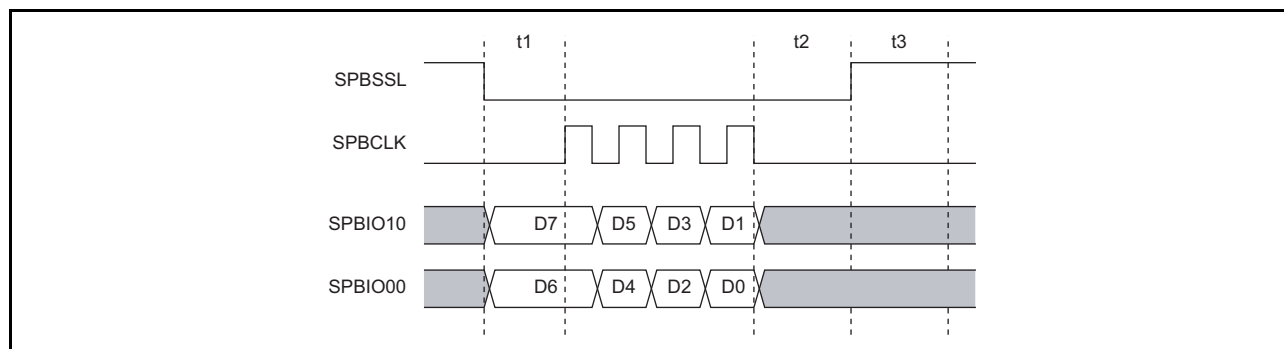 t1 t2 t3
SPBSSL
SPBCLK
SPBIO10 D7 D5 D3 D1
SPBIO00 D6 D4 D2 D0